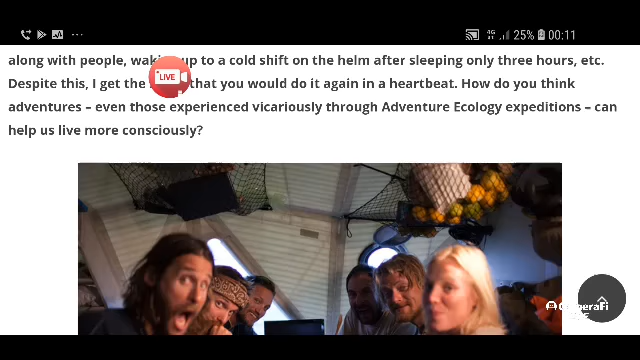 4G
25%
00:11
along with people, waking up to a cold shift on the helm after sleeping only three hours, etc.
LIVE
Despite this, I get the that you would do it again in a heartbeat. How do you think
adventures – even those experienced vicariously through Adventure Ecology expeditions – can
help us live more consciously?